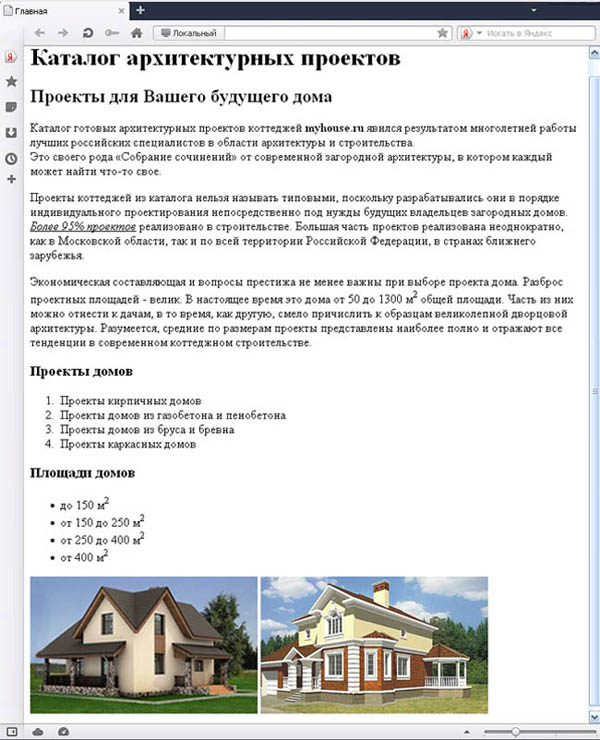 Главная
Локальный
Искать в Яндекс
Каталог архитектурных проектов
Проекты для Вашего будущего дома
Каталог готовых архитектурных проектов коттеджей myhouse.ru явился результатом многолетней работы
лучших российских специалистов в области архитектуры и строительства.
Это своего рода «Собрание сочинений» от современной загородной архитектуры, в котором каждый
может найти что-то свое.
Проекты коттеджей из каталога нельзя называть типовыми, поскольку разрабатывались они в порядке
индивидуального проектирования непосредственно под нужды будущих владельцев загородных домов.
Более 95% проектов реализовано в строительстве. Большая часть проектов реализована неоднократно,
как в Московской области, так и по всей территории Российской Федерации, в странах ближнего
зарубежья.
Экономическая составляющая и вопросы престижа не менее важны при выборе проекта дома. Разброс
проектных площадей - велик. В настоящее время это дома от 50 до 1300 м² общей площади. Часть из них
можно отнести к дачам, в то время, как другую, смело причислить к образцам великолепной дворцовой
архитектуры. Разумеется, средние по размерам проекты представлены наиболее полно и отражают все
тенденции в современном коттеджном строительстве.
Проекты домов
1. Проекты кирпичных домов
2. Проекты домов из газобетона и пенобетона
3. Проекты домов из бруса и бревна
4. Проекты каркасных домов
Площади домов
• до 150 м²
• от 150 до 250 м²
• от 250 до 400 м²
• от 400 м²